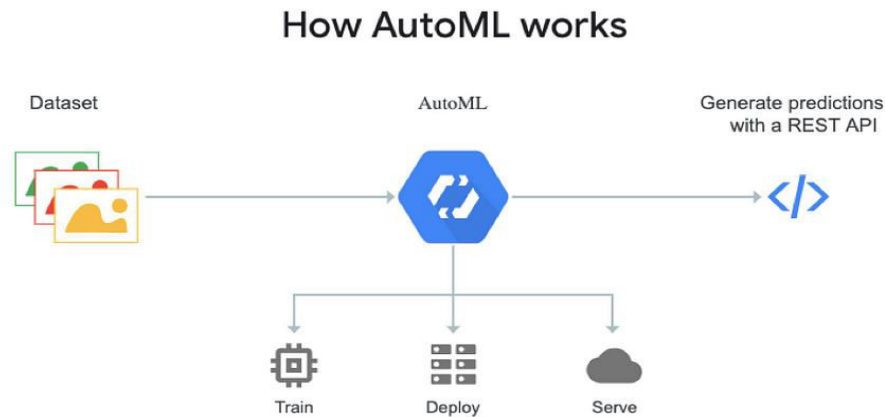 How AutoML works
Dataset
AutoML
Generate predictions
with a REST API
</>
Train
Deploy
Serve